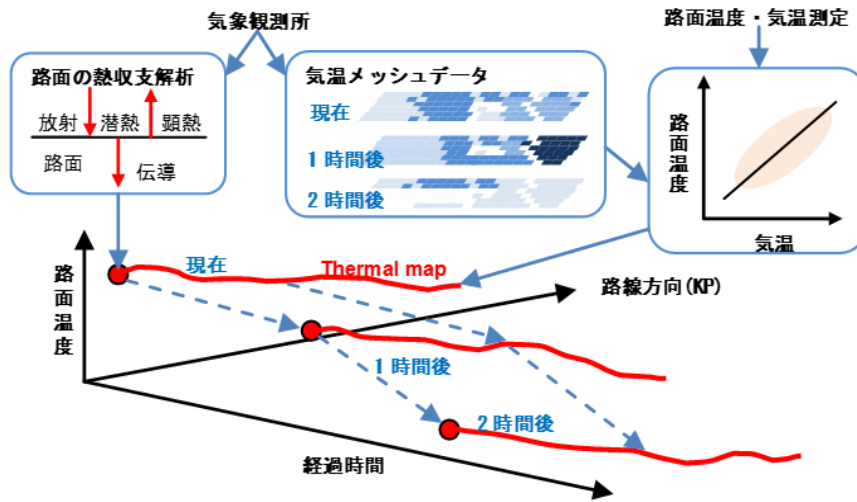 気象観測所
路面温度・気温測定
路面の熱収支解析
放射 潜熱 顕熱
路面 伝導
気温メッシュデータ
現在
1時間後
2時間後
路面温度
気温
路面温度
現在
Thermal map
路線方向(KP)
1時間後
2時間後
経過時間